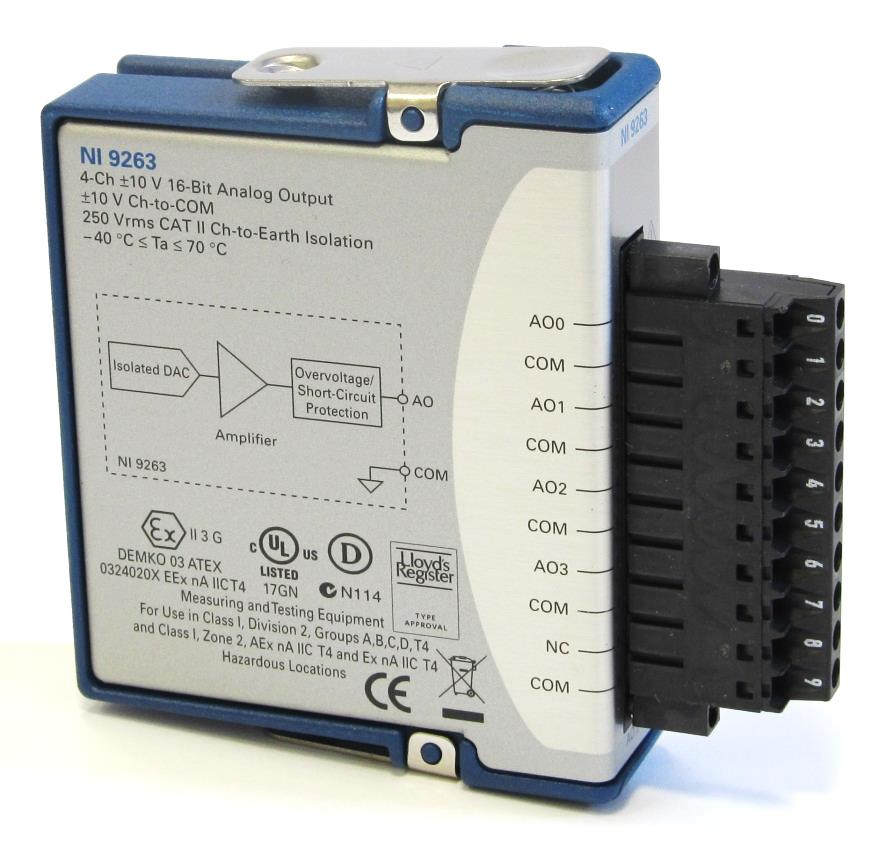 NI 9263
4-Ch ±10 V 16-Bit Analog Output
±10 V Ch-to-COM
250 Vrms CAT II Ch-to-Earth Isolation
−40 °C ≤ Ta ≤ 70 °C
NI 9263
Isolated DAC
Amplifier
Overvoltage/
Short-Circuit
Protection
AO
COM
NI 9263
AO0
COM
AO1
COM
AO2
COM
AO3
COM
NC
COM
0
1
2
3
4
5
6
7
8
9
Ex II 3 G
DEMKO 03 ATEX
0324020X EEx nA IIC T4
C UL US
LISTED
17GN
D
N114
Lloyd's
Register
TYPE
APPROVAL
Measuring and Testing Equipment
For Use in Class I, Division 2, Groups A,B,C,D,T4
and Class I, Zone 2, AEx nA IIC T4 and Ex nA IIC T4
Hazardous Locations
CE